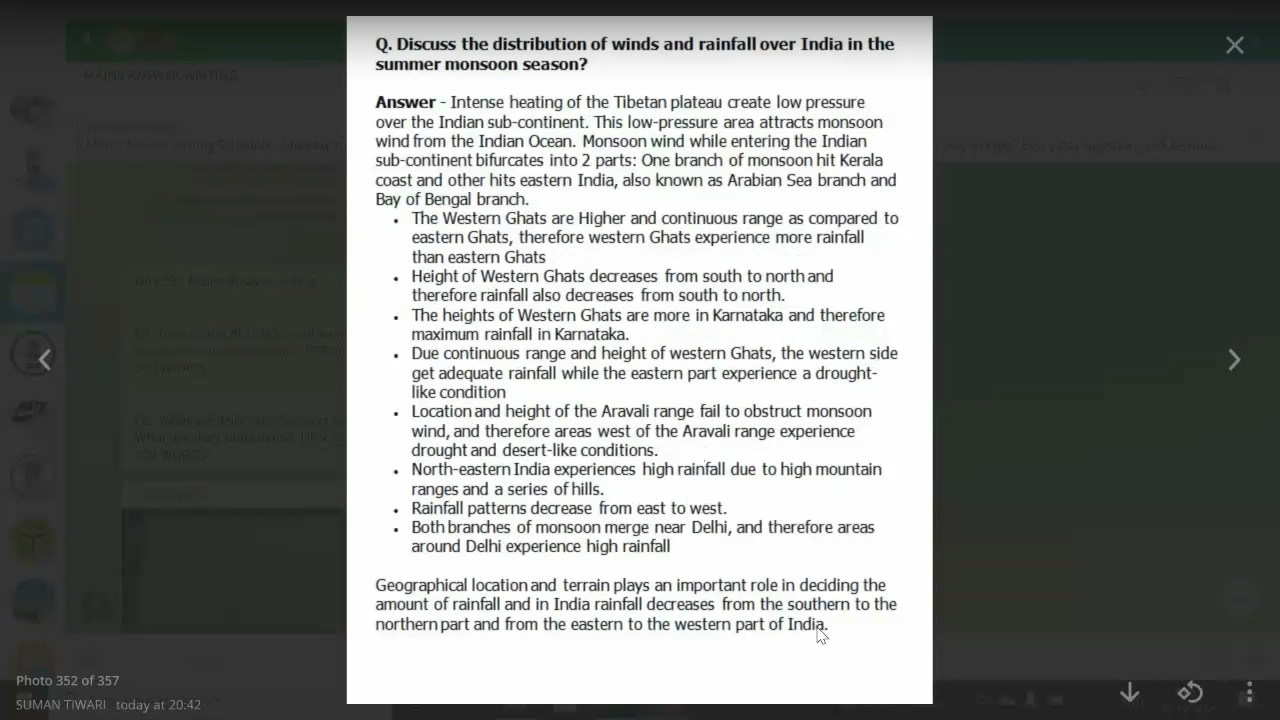 Q. Discuss the distribution of winds and rainfall over India in the
summer monsoon season?
Answer - Intense heating of the Tibetan plateau create low pressure
over the Indian sub-continent. This low-pressure area attracts monsoon
wind from the Indian Ocean. Monsoon wind while entering the Indian
sub-continent bifurcates into 2 parts: One branch of monsoon hit Kerala
coast and other hits eastern India, also known as Arabian Sea branch and
Bay of Bengal branch.
• The Western Ghats are Higher and continuous range as compared to
eastern Ghats, therefore western Ghats experience more rainfall
than eastern Ghats
• Height of Western Ghats decreases from south to north and
therefore rainfall also decreases from south to north.
• The heights of Western Ghats are more in Karnataka and therefore
maximum rainfall in Karnataka.
• Due continuous range and height of western Ghats, the western side
get adequate rainfall while the eastern part experience a drought-
like condition
• Location and height of the Aravali range fail to obstruct monsoon
wind, and therefore areas west of the Aravali range experience
drought and desert-like conditions.
• North-eastern India experiences high rainfall due to high mountain
ranges and a series of hills.
• Rainfall patterns decrease from east to west.
• Both branches of monsoon merge near Delhi, and therefore areas
around Delhi experience high rainfall
Geographical location and terrain plays an important role in deciding the
amount of rainfall and in India rainfall decreases from the southern to the
northern part and from the eastern to the western part of India.
MAINS ANSWER WRITING
Photo 352 of 357
SUMAN TIWARI today at 20:42